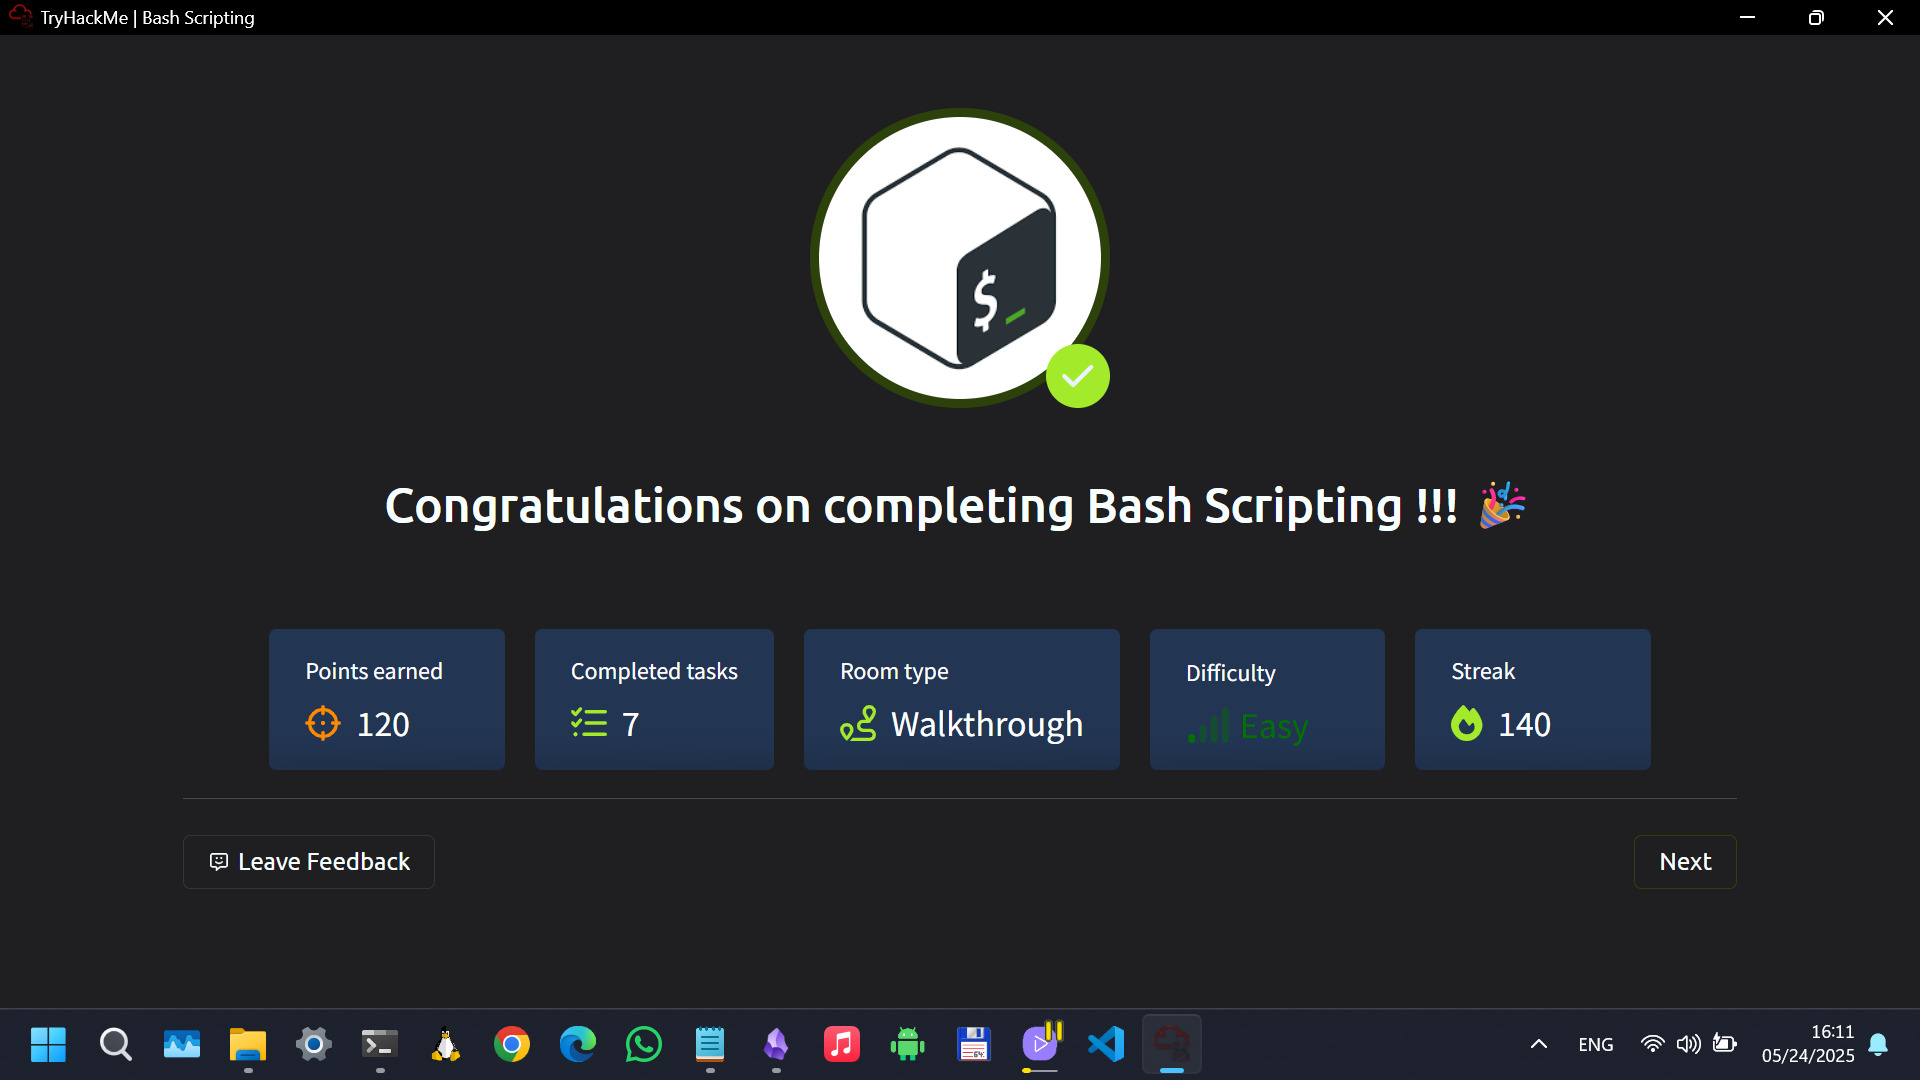 TryHackMe | Bash Scripting
$_
Congratulations on completing Bash Scripting !!! 🎉
Points earned
120
Completed tasks
7
Room type
Walkthrough
Difficulty
Easy
Streak
140
Leave Feedback
Next
64
ENG
16:11
05/24/2025